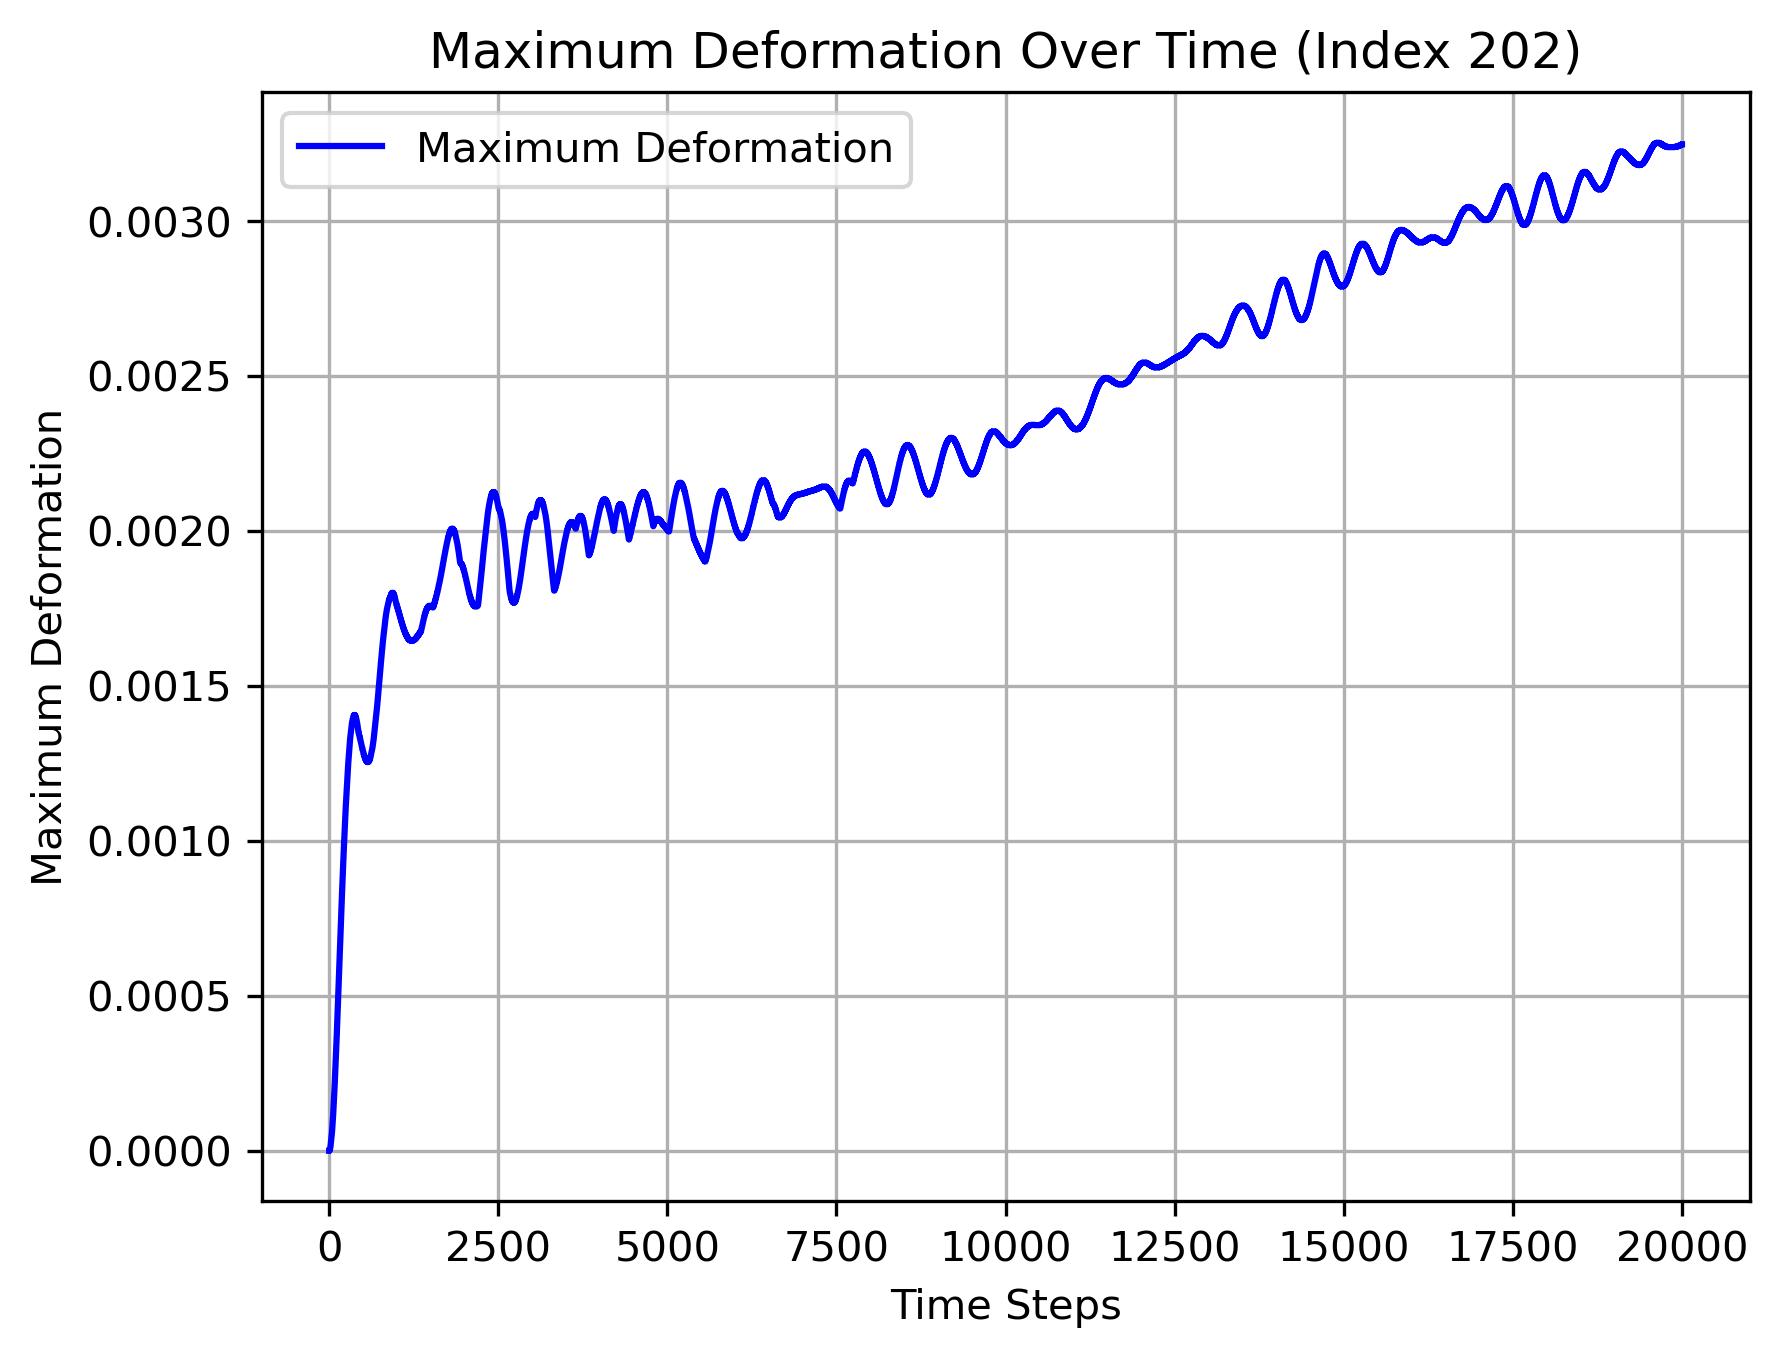 Maximum Deformation Over Time (Index 202)
Maximum Deformation
Maximum Deformation
0.0030
0.0025
0.0020
0.0015
0.0010
0.0005
0.0000
0 2500 5000 7500 10000 12500 15000 17500 20000
Time Steps